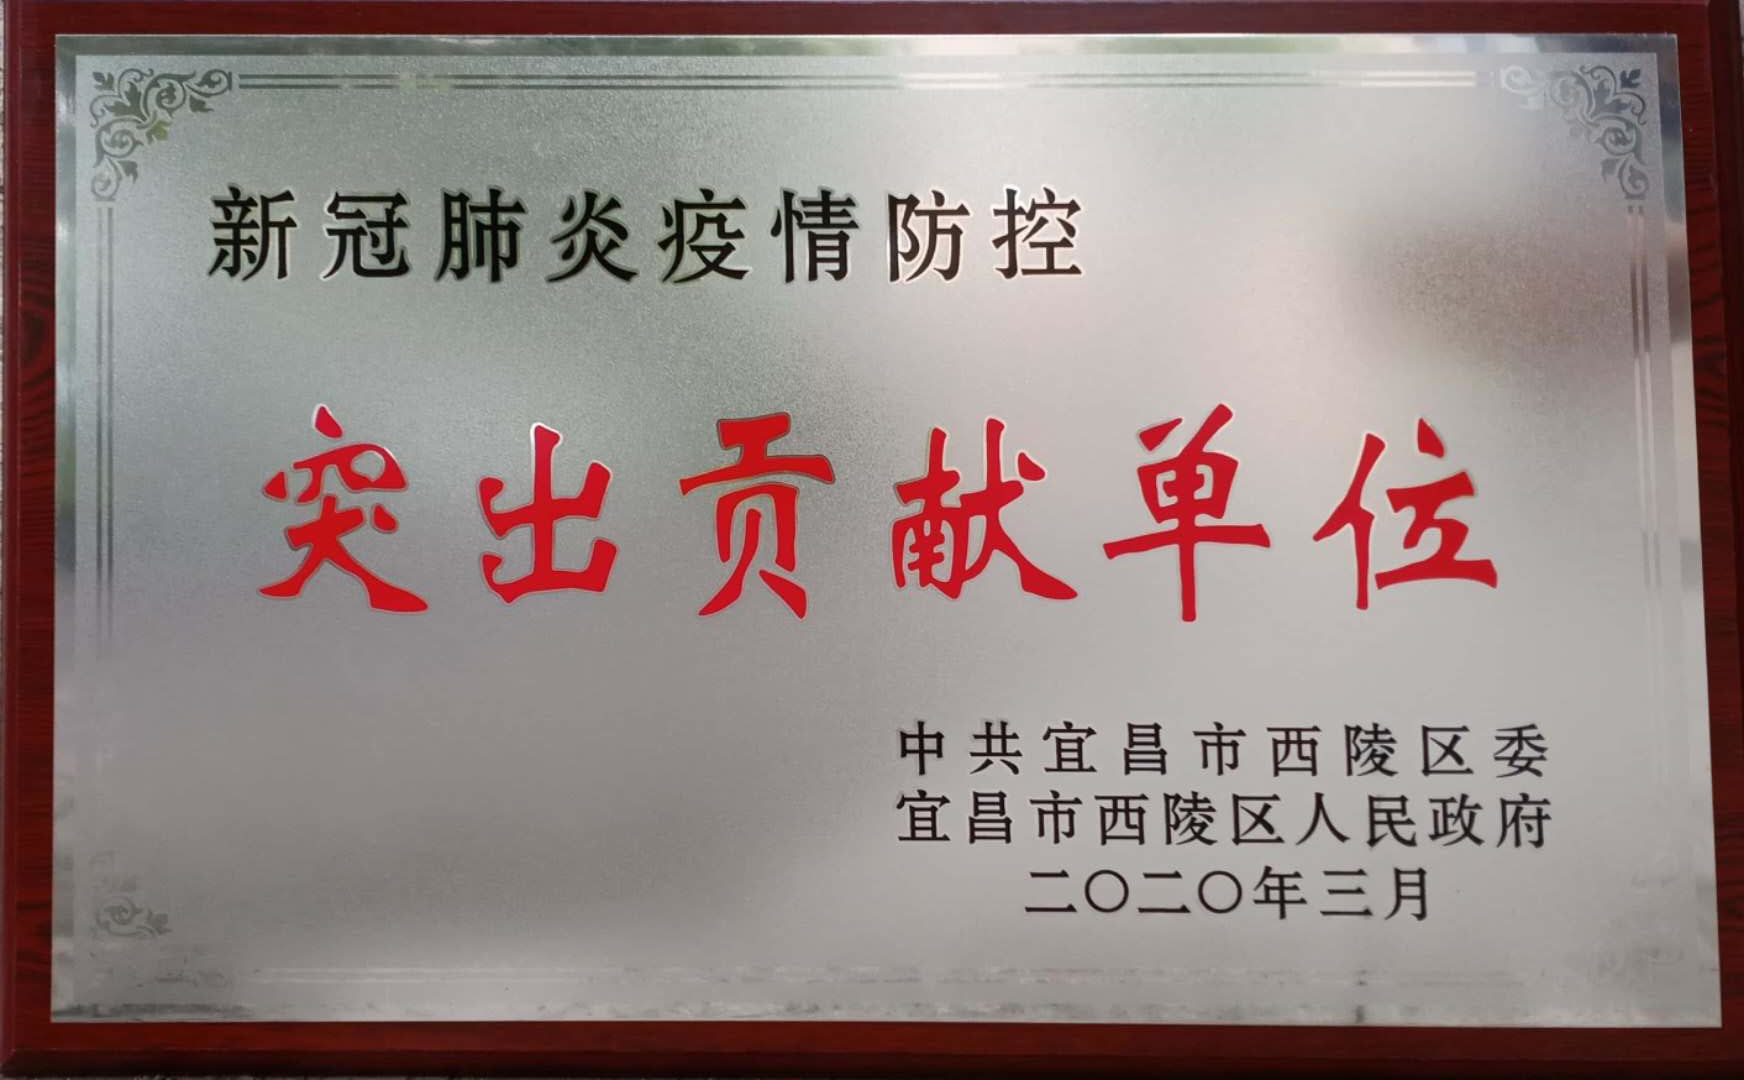 新冠肺炎疫情防控
突出贡献单位
中共宜昌市西陵区委
宜昌市西陵区人民政府
二〇二〇年三月